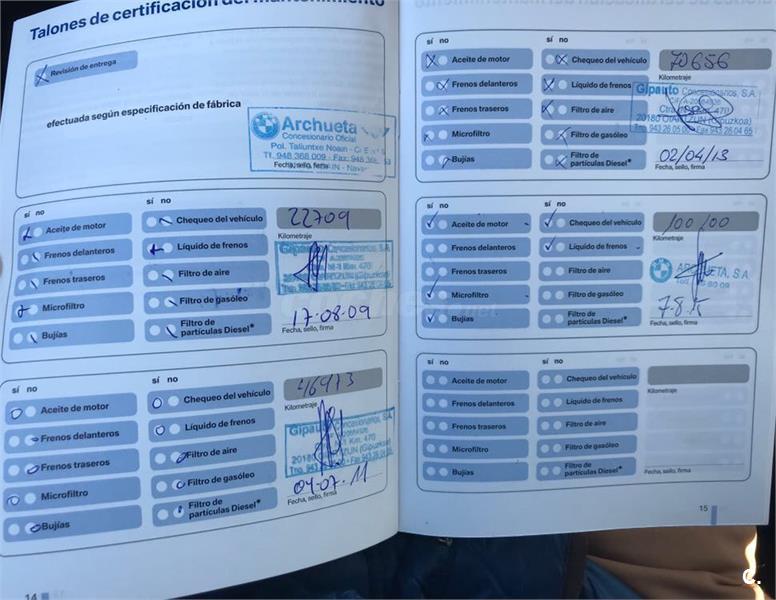 Talones de certificación del mantenimiento
Revisión de entrega
efectuada según especificación de fábrica
Archueta
Concesionario Oficial
Fecha, sello, firma
sí no
sí no
Aceite de motor
Chequeo del vehículo
22709
Kilometraje
Frenos delanteros
Líquido de frenos
Frenos traseros
Filtro de aire
Microfiltro
Filtro de gasóleo
17-08-09
Bujías
Filtro de
partículas Diesel*
Fecha, sello, firma
sí no
sí no
Aceite de motor
Chequeo del vehículo
46973
Kilometraje
Frenos delanteros
Líquido de frenos
Gipauto
Frenos traseros
Filtro de aire
Microfiltro
Filtro de gasóleo
04-07-11
Fecha, sello, firma
Bujías
Filtro de
partículas Diesel*
14
sí no
sí no
Aceite de motor
Chequeo del vehículo
70656
Kilometraje
Frenos delanteros
Líquido de frenos
Gipauto Concesionarios, S.A.
Frenos traseros
Filtro de aire
Microfiltro
Filtro de gasóleo
Bujías
Filtro de
partículas Diesel*
02/04/13
Fecha, sello, firma
sí no
sí no
Aceite de motor
Chequeo del vehículo
100/00
Kilometraje
Frenos delanteros
Líquido de frenos
Frenos traseros
Filtro de aire
Microfiltro
Filtro de gasóleo
Bujías
Filtro de
partículas Diesel*
Fecha, sello, firma
sí no
sí no
Aceite de motor
Chequeo del vehículo
Kilometraje
Frenos delanteros
Líquido de frenos
Frenos traseros
Filtro de aire
Microfiltro
Filtro de gasóleo
Bujías
Filtro de
partículas Diesel*
Fecha, sello, firma
15
C.